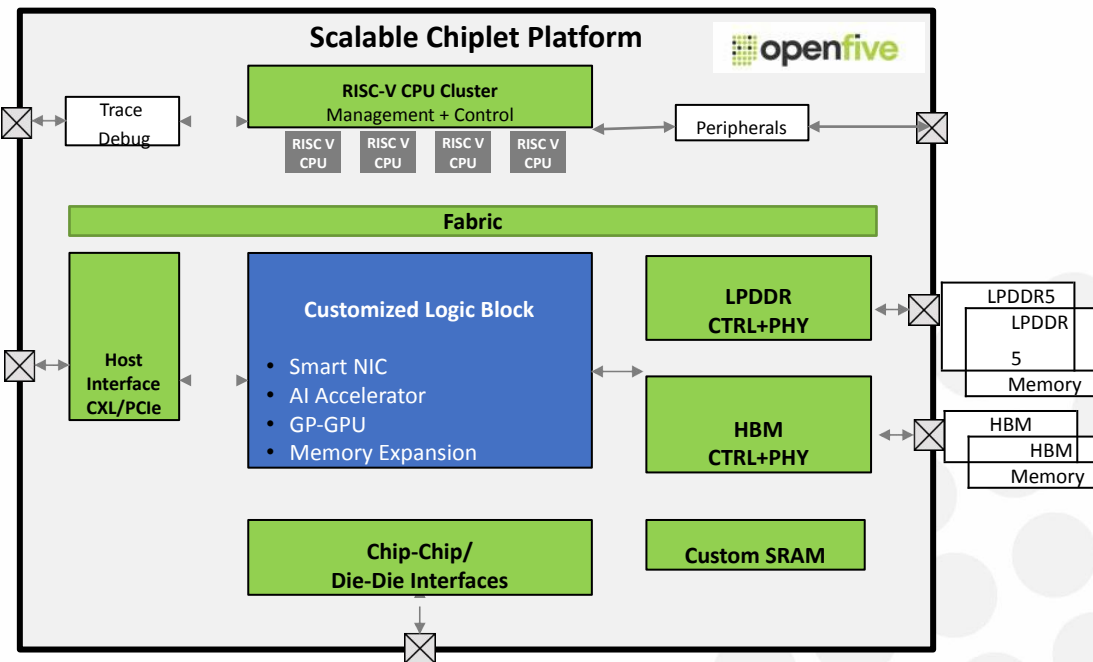 Scalable Chiplet Platform
openfive
RISC-V CPU Cluster
Management + Control
Trace
Debug
Peripherals
RISC V
CPU
RISC V
CPU
RISC V
CPU
RISC V
CPU
Fabric
Host
Interface
CXL/PCIe
Customized Logic Block
• Smart NIC
• AI Accelerator
• GP-GPU
• Memory Expansion
LPDDR
CTRL+PHY
LPDDR5
LPDDR
5
Memory
HBM
CTRL+PHY
HBM
HBM
Memory
Chip-Chip/
Die-Die Interfaces
Custom SRAM